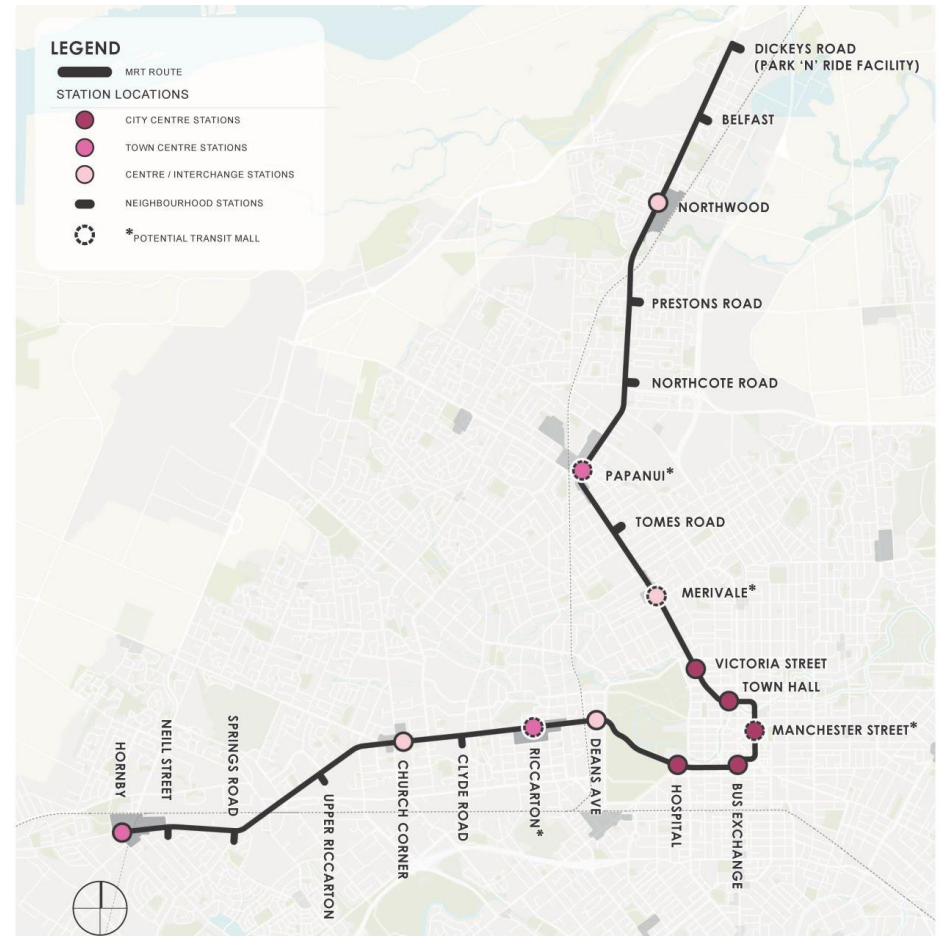 LEGEND
MRT ROUTE
STATION LOCATIONS
CITY CENTRE STATIONS
TOWN CENTRE STATIONS
CENTRE / INTERCHANGE STATIONS
NEIGHBOURHOOD STATIONS
*POTENTIAL TRANSIT MALL
DICKEYS ROAD
(PARK ‘N’ RIDE FACILITY)
BELFAST
NORTHWOOD
PRESTONS ROAD
NORTHCOTE ROAD
PAPANUI*
TOMES ROAD
MERIVALE*
VICTORIA STREET
TOWN HALL
MANCHESTER STREET*
BUS EXCHANGE
HOSPITAL
DEANS AVE
RICCARTON*
CLYDE ROAD
CHURCH CORNER
UPPER RICCARTON
SPRINGS ROAD
NEILL STREET
HORNBY